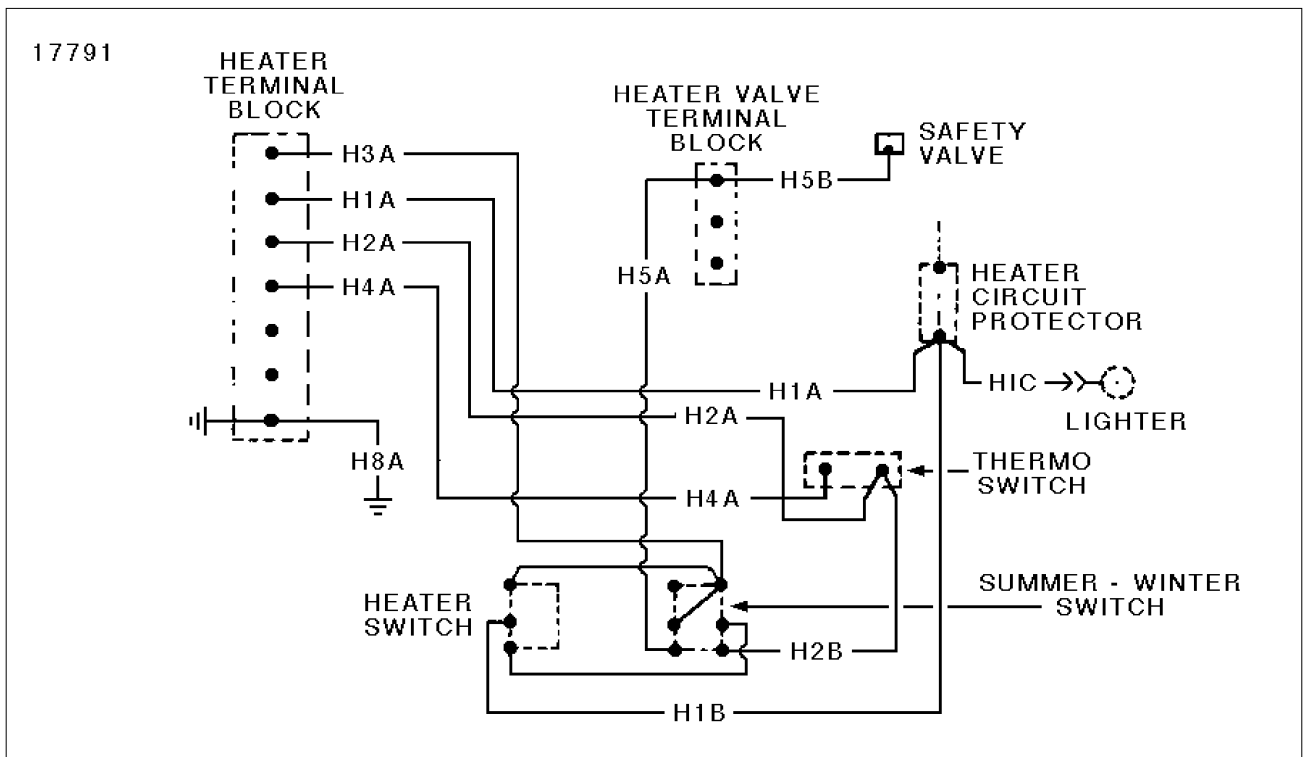 17791
HEATER
TERMINAL
BLOCK
HEATER VALVE
TERMINAL
BLOCK
SAFETY
VALVE
H3A
H1A
H2A
H4A
H5B
H5A
HEATER
CIRCUIT
PROTECTOR
H1A
HIC
LIGHTER
H2A
H8A
THERMO
SWITCH
H4A
HEATER
SWITCH
SUMMER - WINTER
SWITCH
H2B
H1B